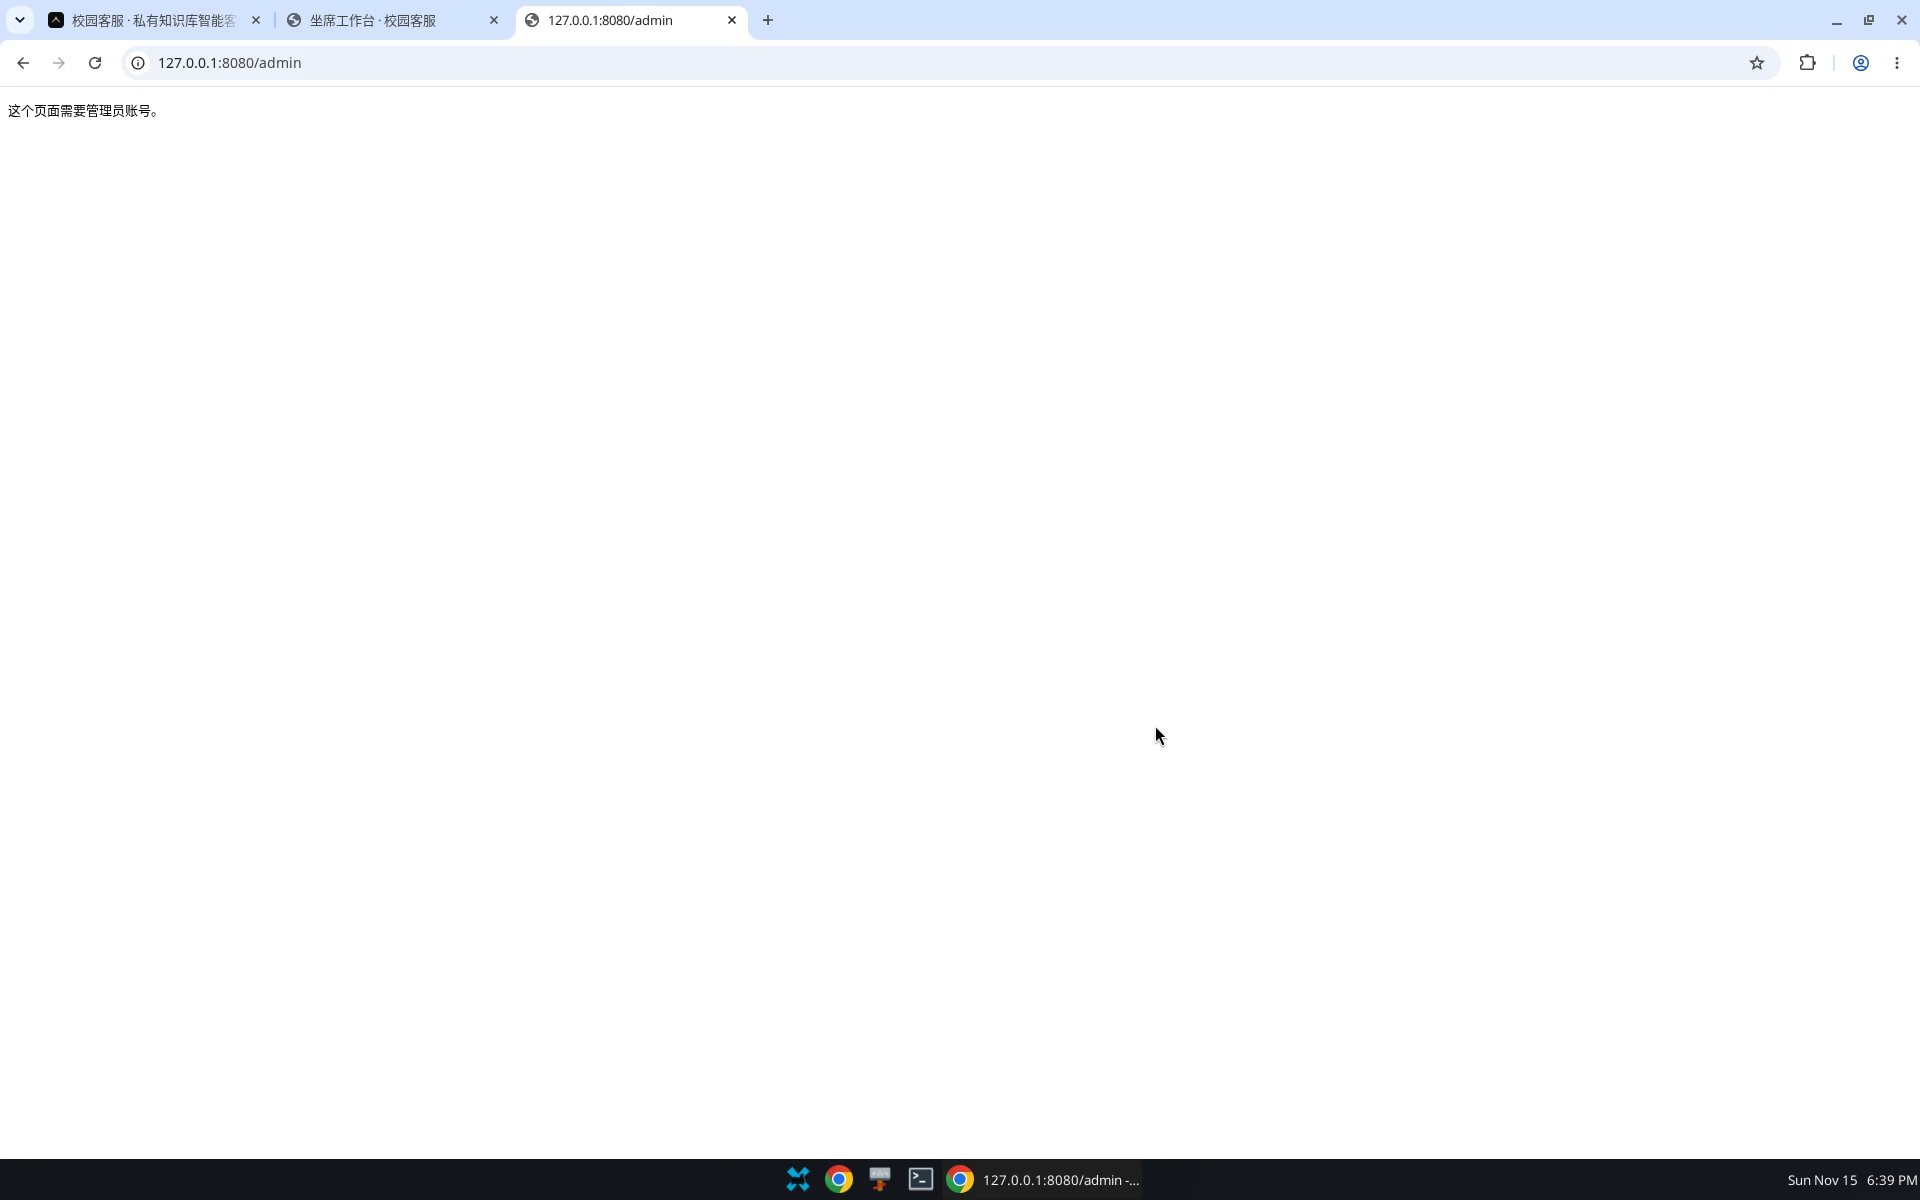 校园客服 · 私有知识库智能客
坐席工作台 · 校园客服
127.0.0.1:8080/admin
127.0.0.1:8080/admin
这个页面需要管理员账号。
127.0.0.1:8080/admin -...
Sun Nov 15 6:39 PM